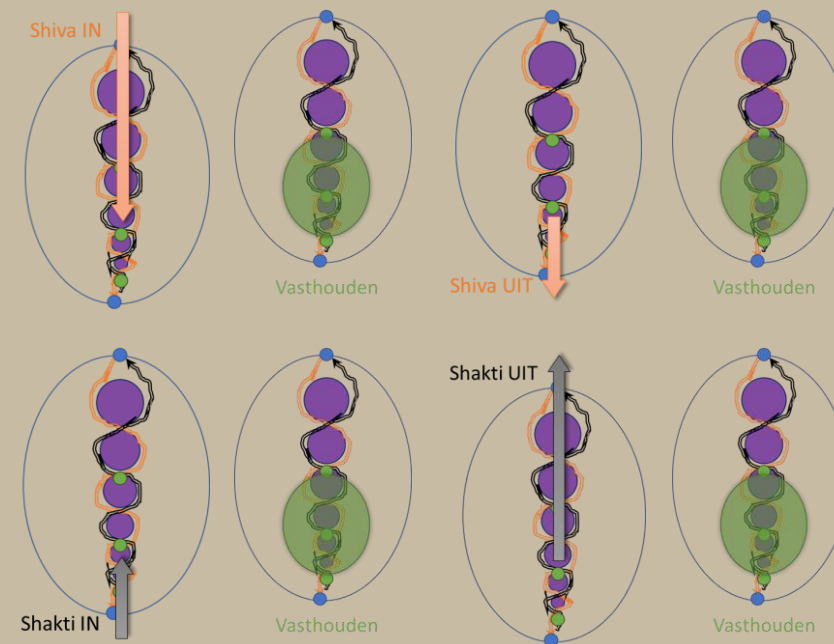 Shiva IN
Vasthouden
Shiva UIT
Vasthouden
Shakti IN
Vasthouden
Shakti UIT
Vasthouden